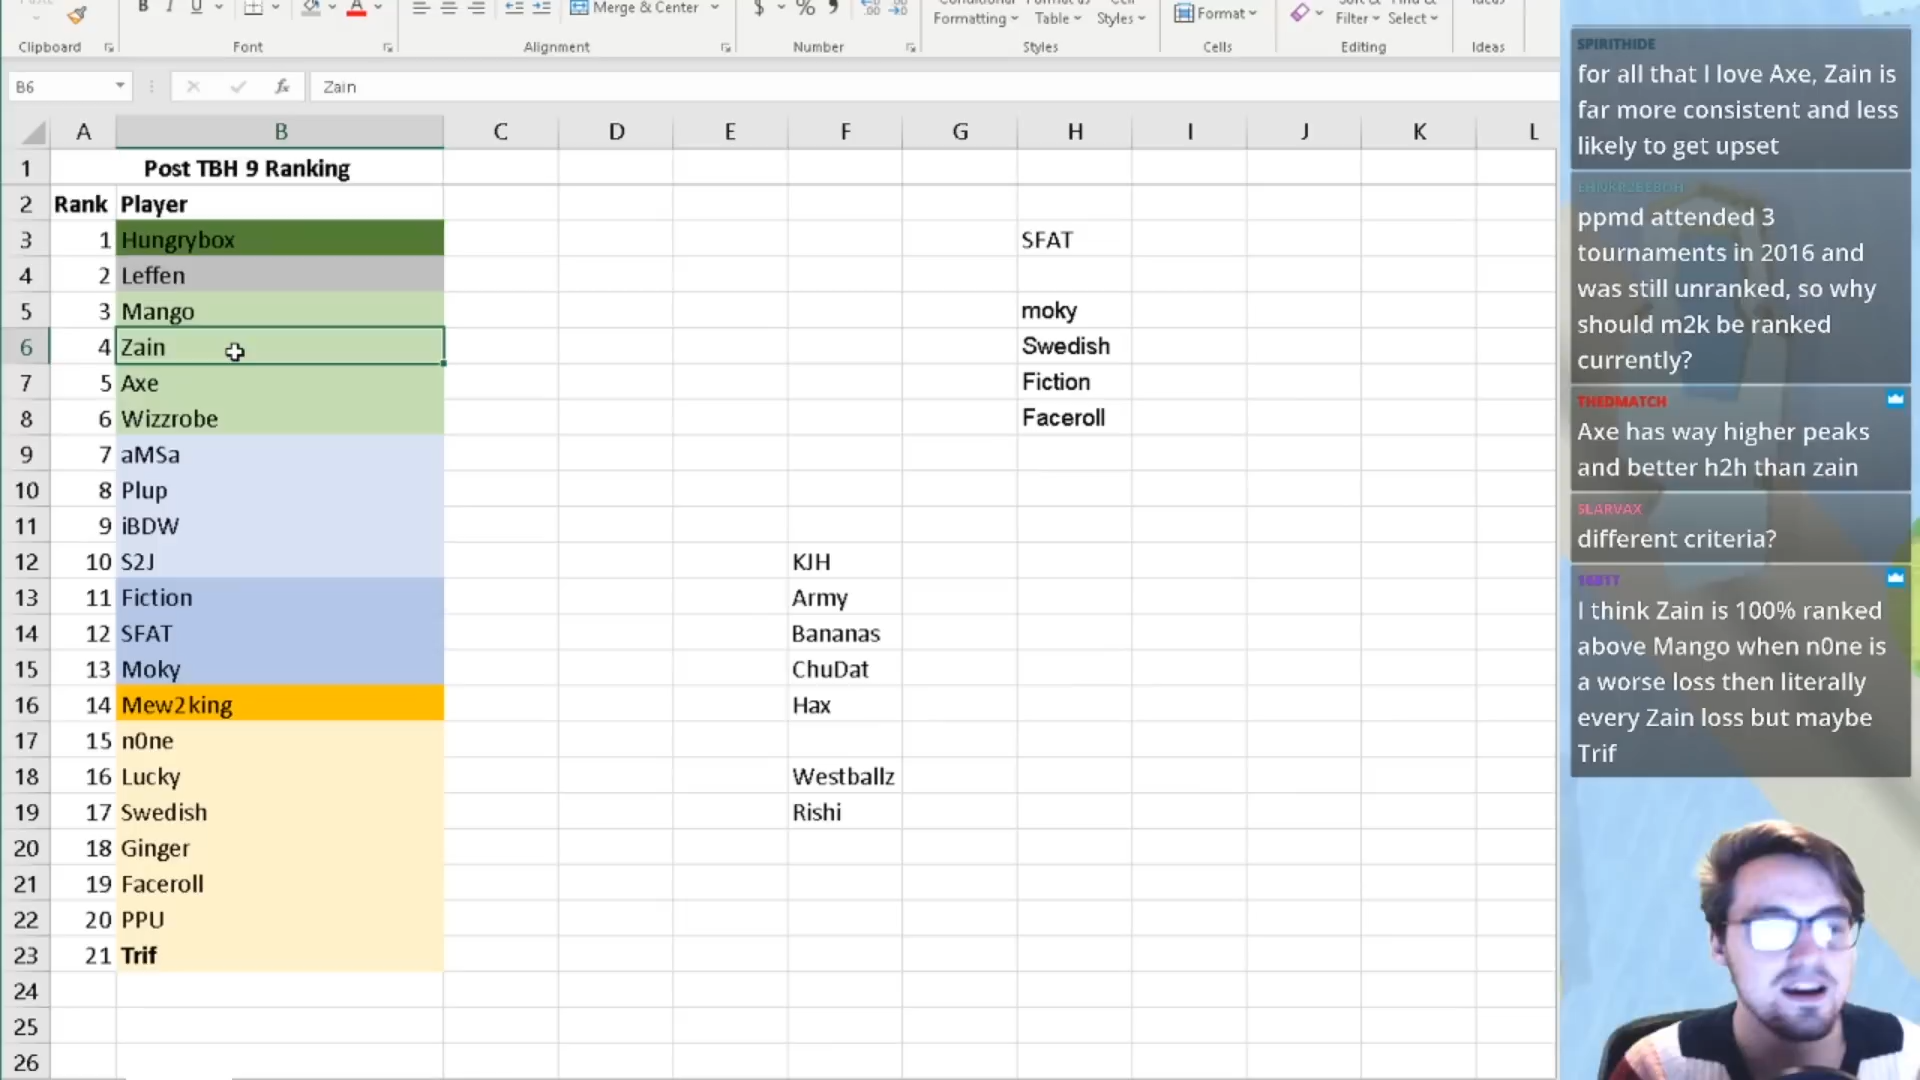 B I U
Merge & Center
$ % ,
Formatting Table Styles
Format
Filter Select
Clipboard Font Alignment Number Styles Cells Editing Ideas
B6 fx Zain
A B C D E F G H I J K L
1 Post TBH 9 Ranking
2 Rank Player
3 1 Hungrybox SFAT
4 2 Leffen
5 3 Mango moky
6 4 Zain Swedish
7 5 Axe Fiction
8 6 Wizzrobe Faceroll
9 7 aMSa
10 8 Plup
11 9 iBDW
12 10 S2J KJH
13 11 Fiction Army
14 12 SFAT Bananas
15 13 Moky ChuDat
16 14 Mew2king Hax
17 15 n0ne
18 16 Lucky Westballz
19 17 Swedish Rishi
20 18 Ginger
21 19 Faceroll
22 20 PPU
23 21 Trif
24
25
26
SPIRITHIDE
for all that I love Axe, Zain is
far more consistent and less
likely to get upset
ppmd attended 3
tournaments in 2016 and
was still unranked, so why
should m2k be ranked
currently?
THEDMATCH
Axe has way higher peaks
and better h2h than zain
SLARVAX
different criteria?
I think Zain is 100% ranked
above Mango when n0ne is
a worse loss then literally
every Zain loss but maybe
Trif